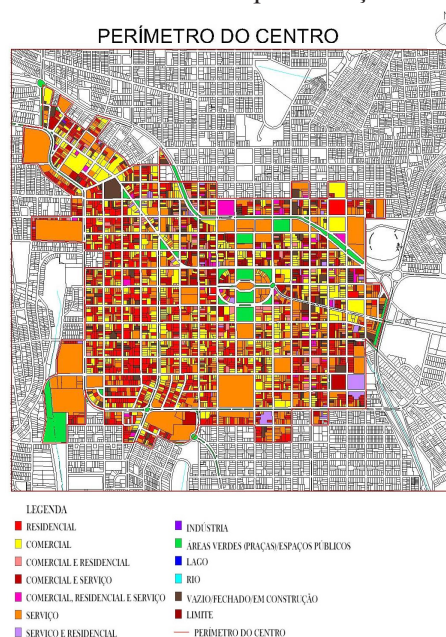 PERÍMETRO DO CENTRO
LEGENDA
RESIDENCIAL
COMERCIAL
COMERCIAL E RESIDENCIAL
COMERCIAL E SERVIÇO
COMERCIAL, RESIDENCIAL E SERVIÇO
SERVIÇO
SERVICO E RESIDENCIAL
INDÚSTRIA
ÁREAS VERDES (PRAÇAS)/ESPAÇOS PÚBLICOS
LAGO
RIO
VAZIO/FECHADO/EM CONSTRUÇÃO
LIMITE
PERÍMETRO DO CENTRO